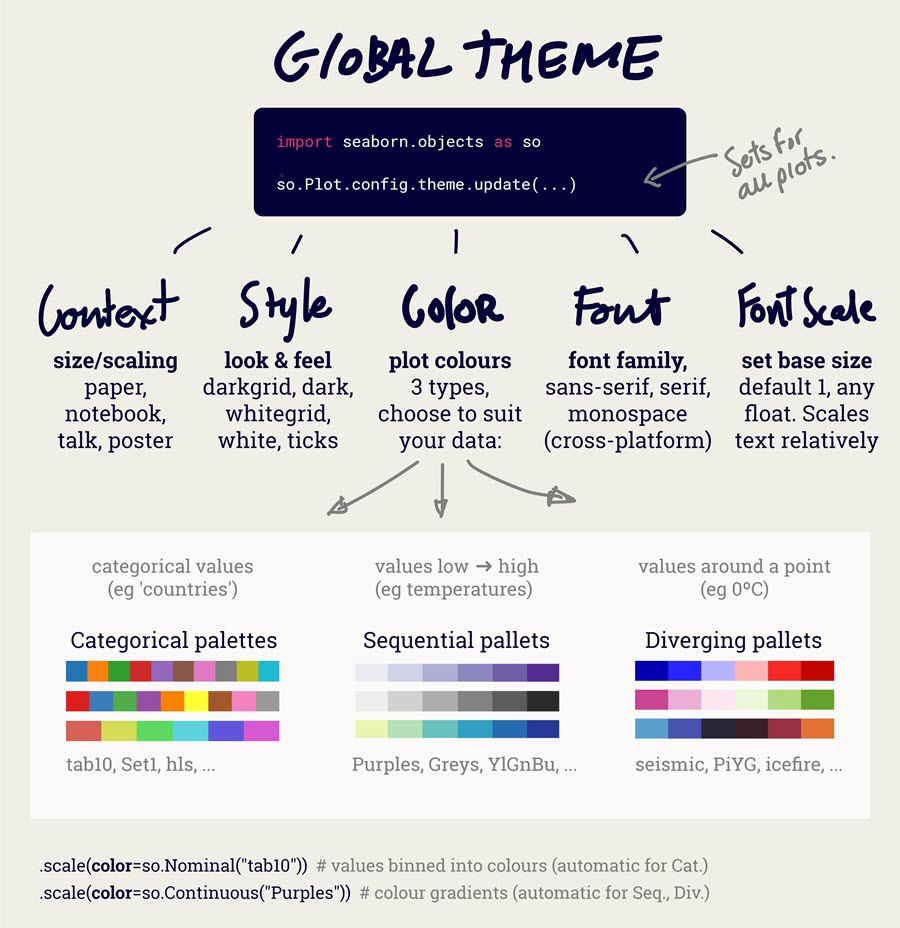 GLOBAL THEME
import seaborn.objects as so
so.Plot.config.theme.update(...)
Sets for
all plots.
Context
size/scaling
paper,
notebook,
talk, poster
Style
look & feel
darkgrid, dark,
whitegrid,
white, ticks
Color
plot colours
3 types,
choose to suit
your data:
Font
font family,
sans-serif, serif,
monospace
(cross-platform)
Font Scale
set base size
default 1, any
float. Scales
text relatively
categorical values
(eg 'countries')
Categorical palettes
tab10, Set1, hls, ...
values low → high
(eg temperatures)
Sequential pallets
Purples, Greys, YlGnBu, ...
values around a point
(eg 0ºC)
Diverging pallets
seismic, PiYG, icefire, ...
.scale(color=so.Nominal("tab10")) # values binned into colours (automatic for Cat.)
.scale(color=so.Continuous("Purples")) # colour gradients (automatic for Seq., Div.)